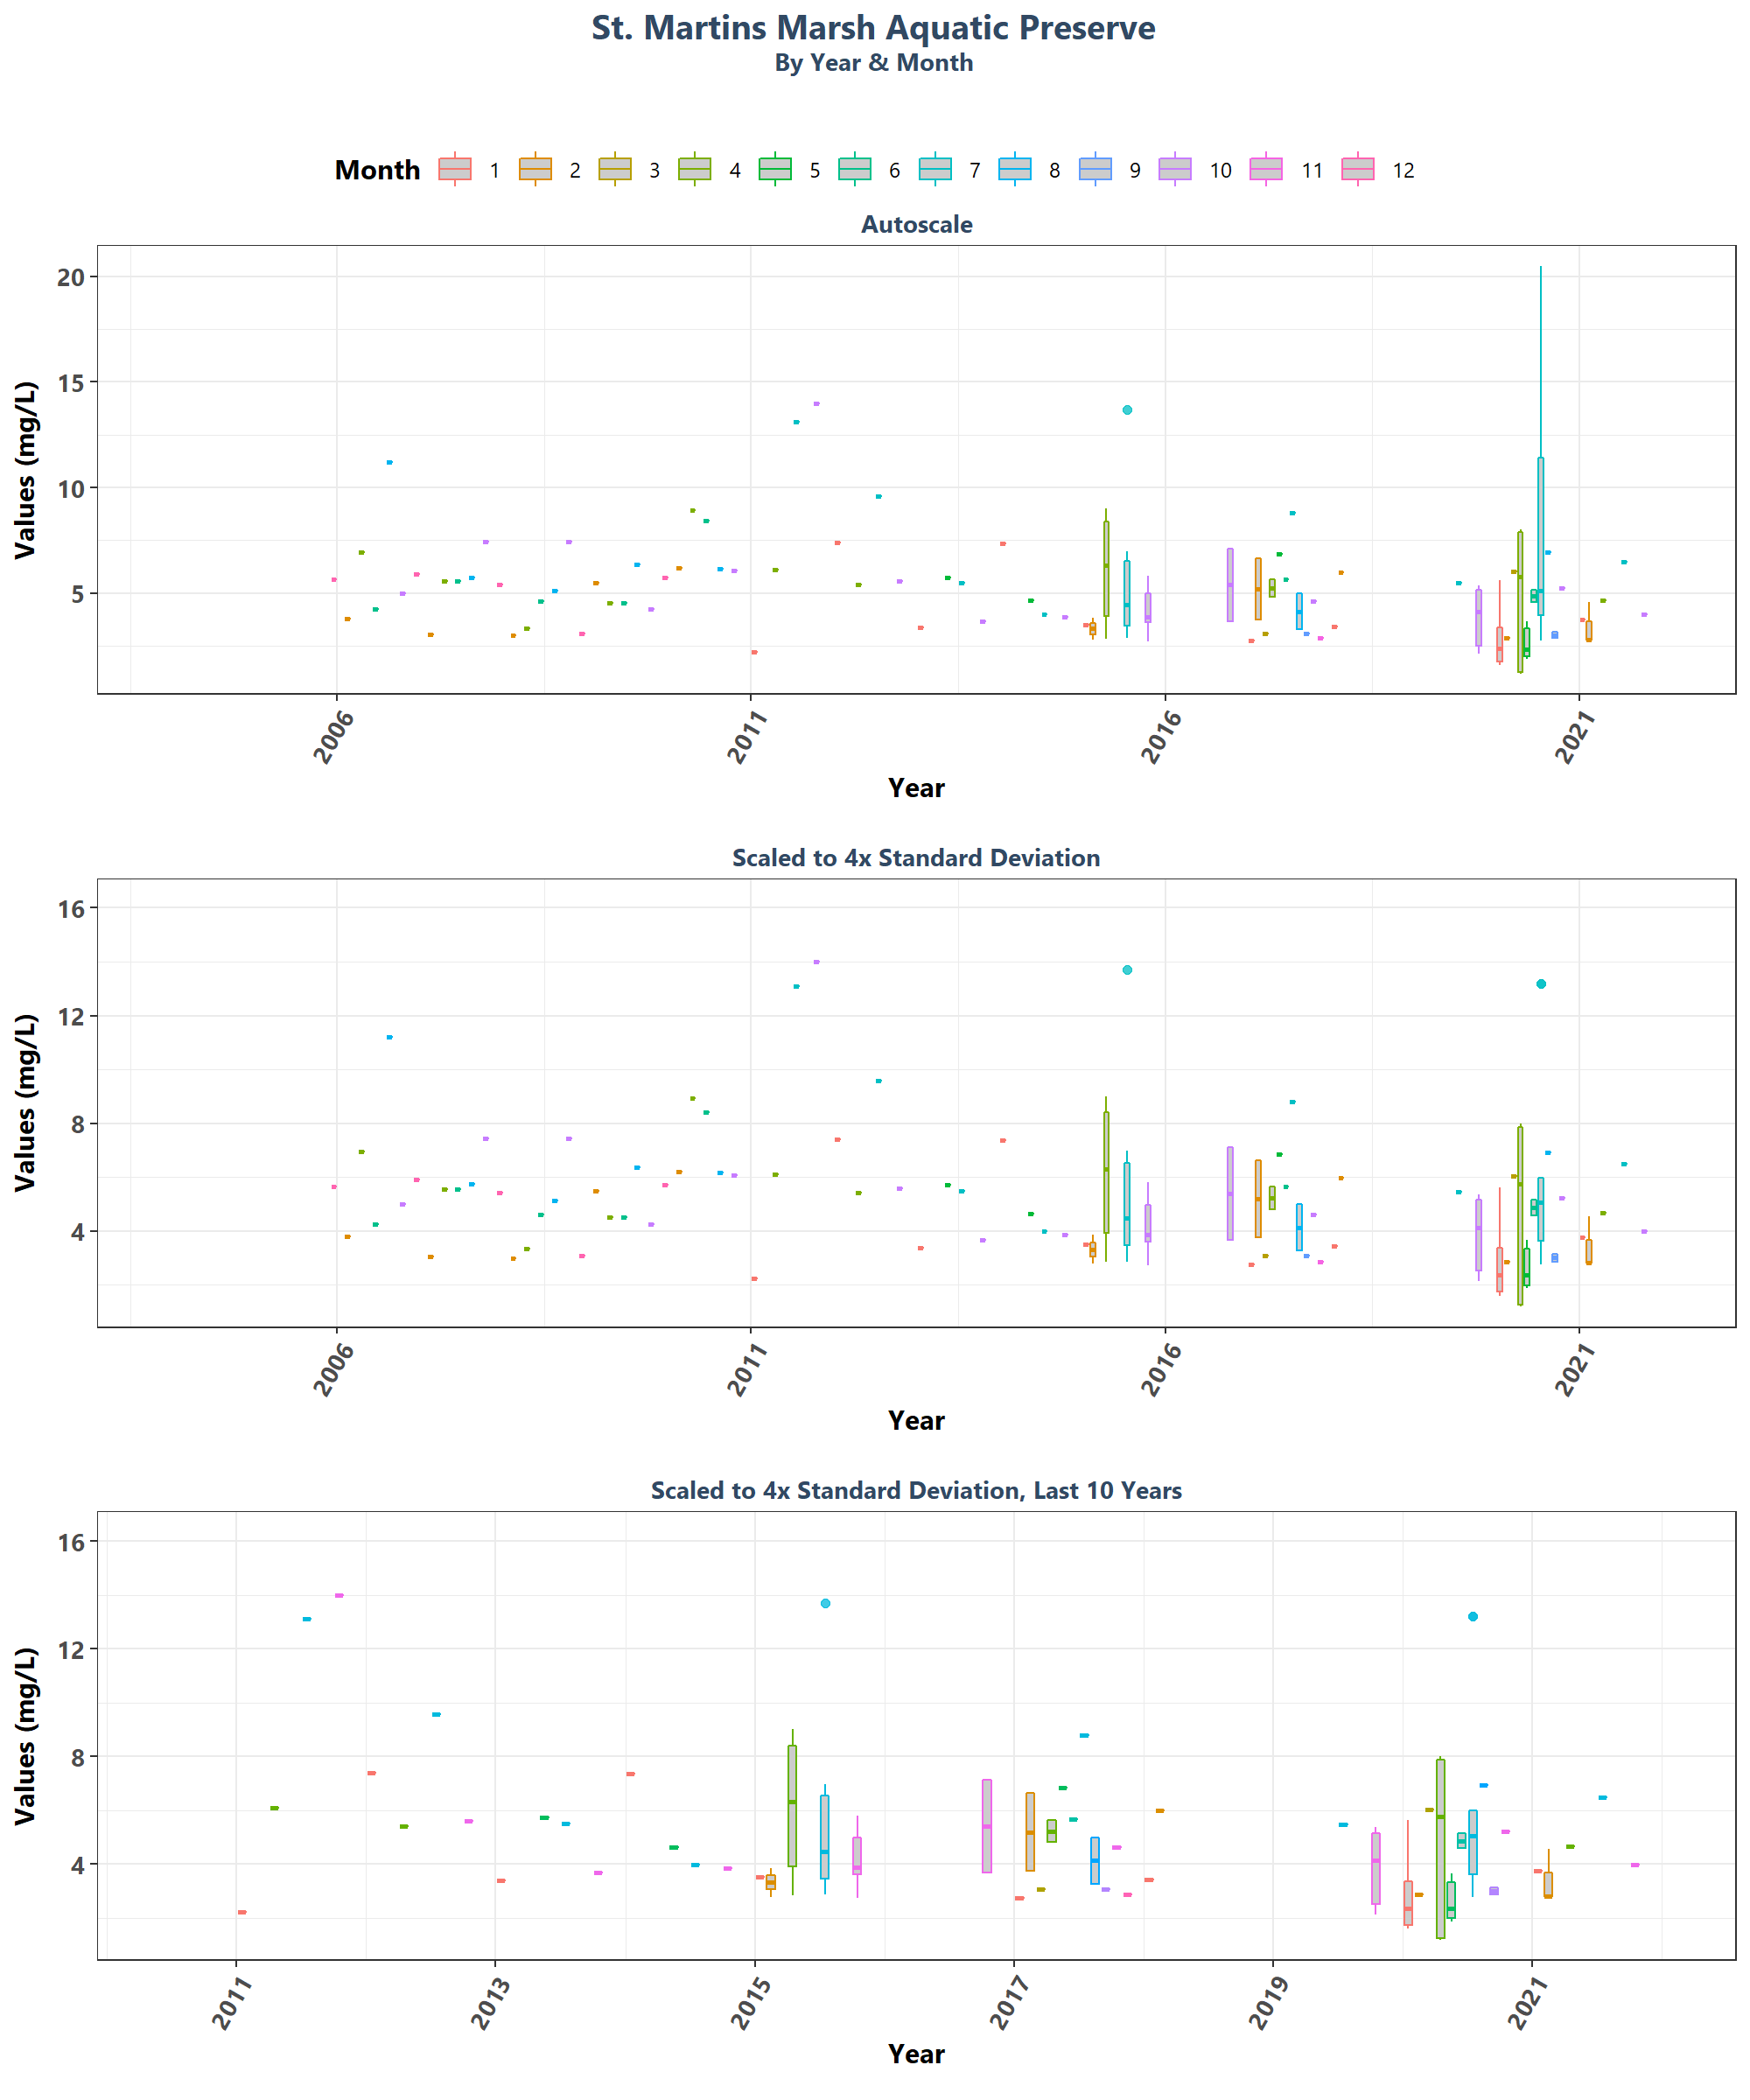 St. Martins Marsh Aquatic Preserve
By Year & Month
Month 1 2 3 4 5 6 7 8 9 10 11 12
Autoscale
Values (mg/L)
20
15
10
5
2006 2011 2016 2021
Year
Scaled to 4x Standard Deviation
Values (mg/L)
16
12
8
4
2006 2011 2016 2021
Year
Scaled to 4x Standard Deviation, Last 10 Years
Values (mg/L)
16
12
8
4
2011 2013 2015 2017 2019 2021
Year